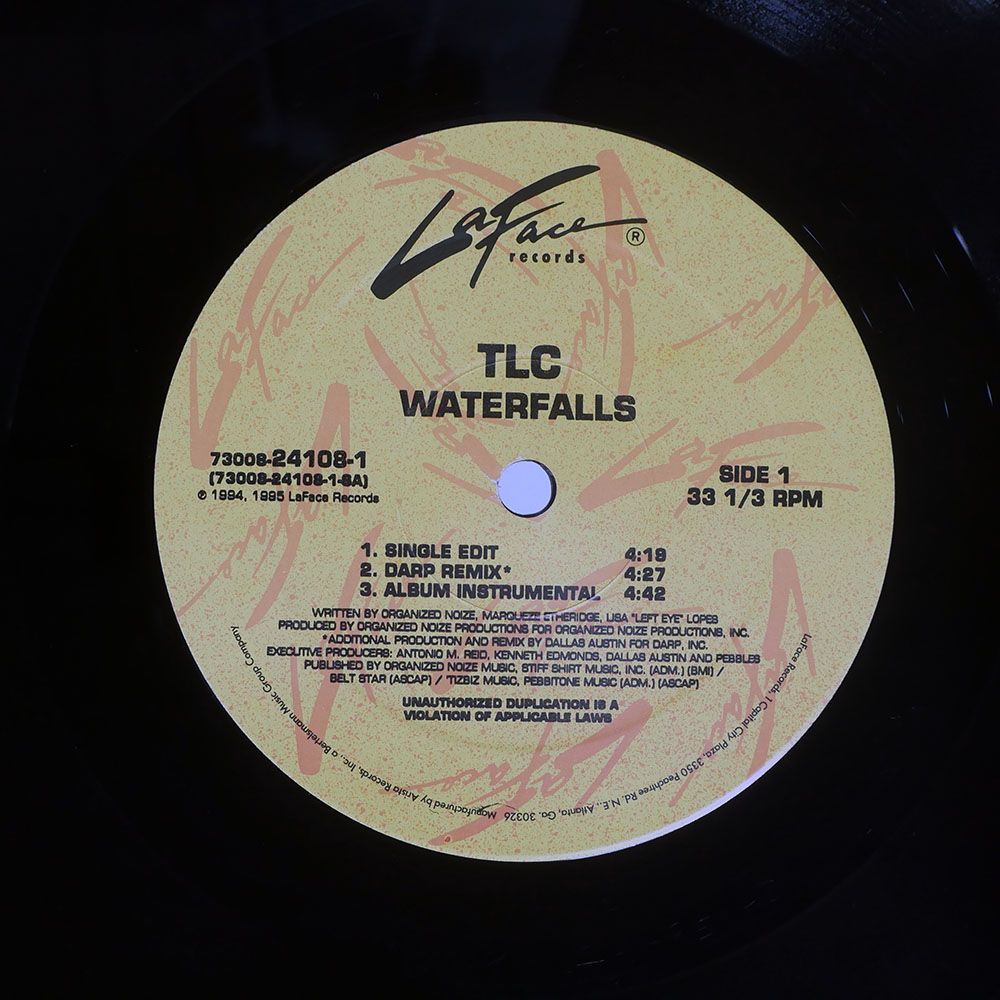 LaFace ®
records
TLC
WATERFALLS
73008-24108-1
(73008-24108-1-SA)
℗ 1994, 1995 LaFace Records
SIDE 1
33 1/3 RPM
1. SINGLE EDIT 4:19
2. DARP REMIX* 4:27
3. ALBUM INSTRUMENTAL 4:42
WRITTEN BY ORGANIZED NOIZE, MARQUEZE ETHERIDGE, LISA "LEFT EYE" LOPES
PRODUCED BY ORGANIZED NOIZE PRODUCTIONS FOR ORGANIZED NOIZE PRODUCTIONS, INC.
*ADDITIONAL PRODUCTION AND REMIX BY DALLAS AUSTIN FOR DARP, INC.
EXECUTIVE PRODUCERS: ANTONIO M. REID, KENNETH EDMONDS, DALLAS AUSTIN AND PEBBLES
PUBLISHED BY ORGANIZED NOIZE MUSIC, STIFF SHIRT MUSIC, INC. (ADM.) (BMI) /
BELT STAR (ASCAP) / TIZBIZ MUSIC, PEBBITONE MUSIC (ADM.) (ASCAP)
UNAUTHORIZED DUPLICATION IS A
VIOLATION OF APPLICABLE LAWS
LaFace Records, 1 Capital City Plaza, 3350 Peachtree Rd. N.E., Atlanta, Ga. 30326 Manufactured by Arista Records, Inc., a Bertelsmann Music Group Company